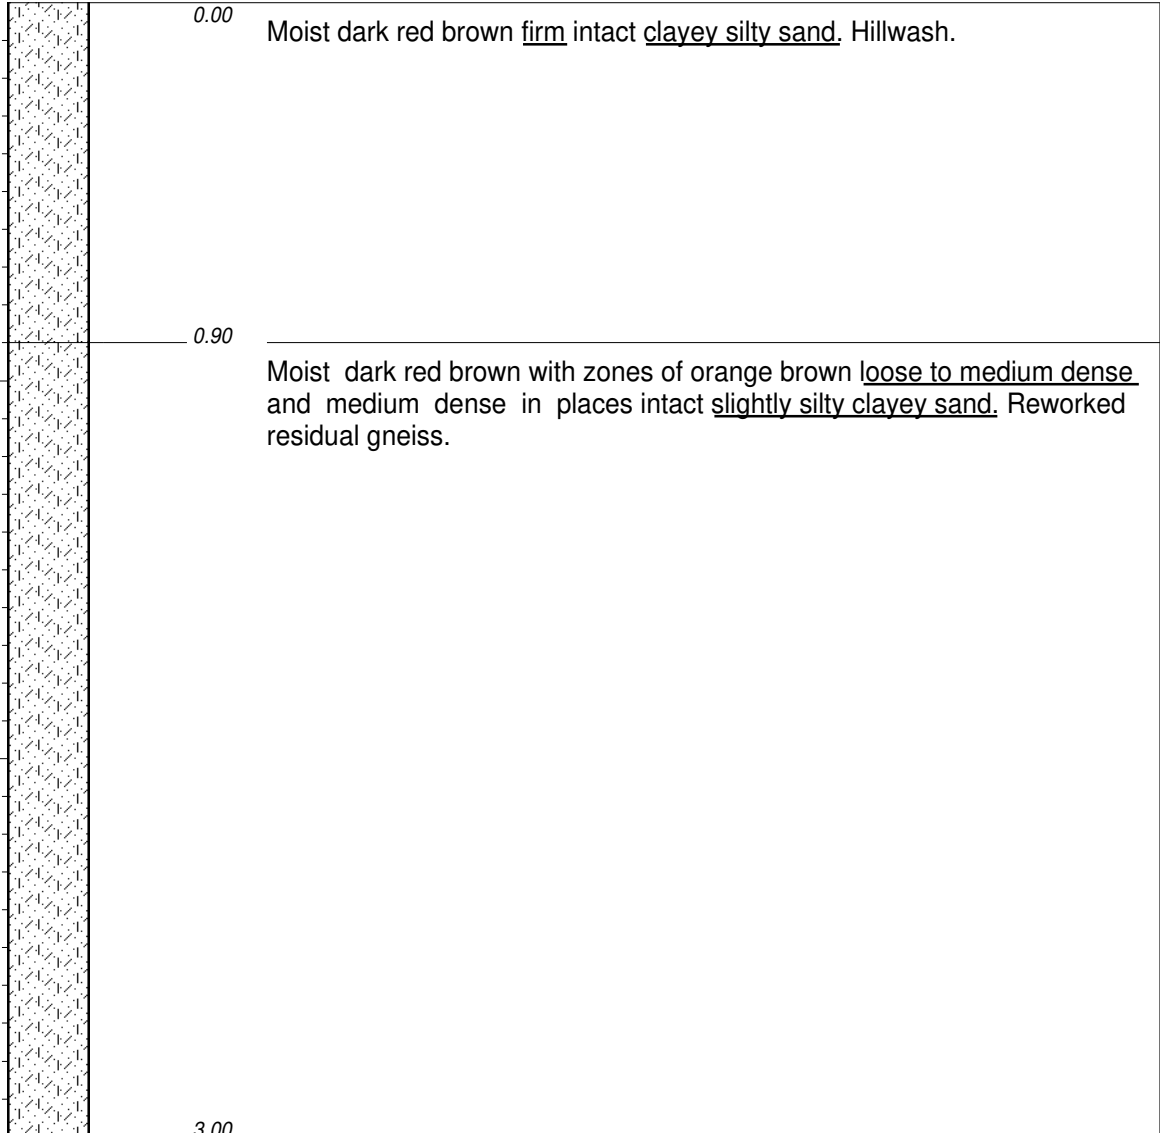 0.00
Moist dark red brown firm intact clayey silty sand. Hillwash.
0.90
Moist dark red brown with zones of orange brown loose to medium dense
and medium dense in places intact slightly silty clayey sand. Reworked
residual gneiss.
3.00